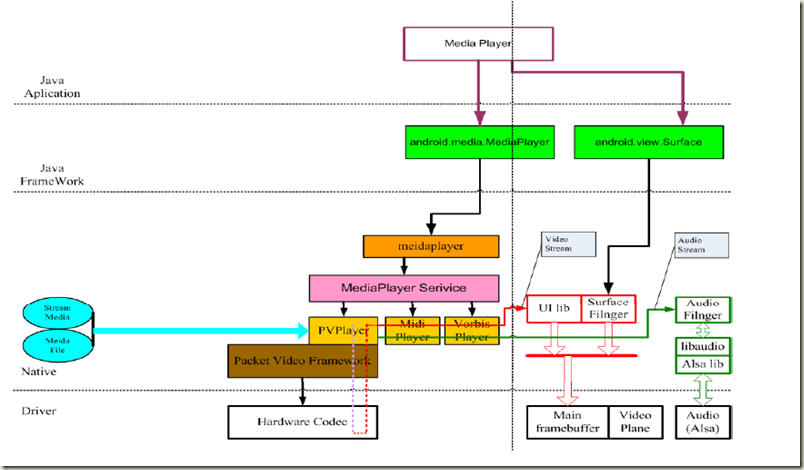 Media Player
Java
Aplication
android.media.MediaPlayer
android.view.Surface
Java
FrameWork
meidaplayer
Video
Stream
Audio
Stream
MediaPlayer Serivice
Stream
Media
Meida
File
PVPlayer
Midi
Player
Vorbis
Player
UI lib
Surface
Filnger
Audio
Filnger
libaudio
Alsa lib
Packet Video Framework
Native
Driver
Hardware Codec
Main
framebuffer
Video
Plane
Audio
(Alsa)